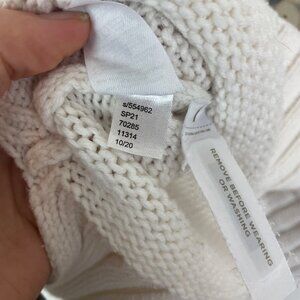 s/554962
SP21
70285
11314
10/20
REMOVE BEFORE WEARING
OR WASHING